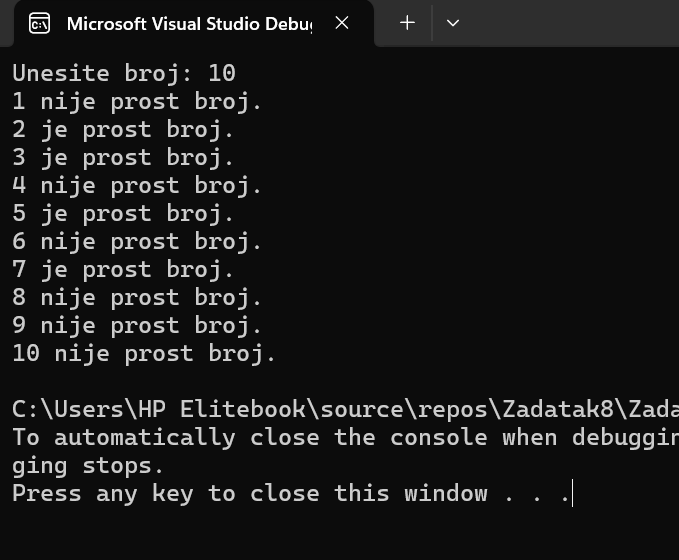 Microsoft Visual Studio Debu
Unesite broj: 10
1 nije prost broj.
2 je prost broj.
3 je prost broj.
4 nije prost broj.
5 je prost broj.
6 nije prost broj.
7 je prost broj.
8 nije prost broj.
9 nije prost broj.
10 nije prost broj.
C:\Users\HP Elitebook\source\repos\Zadatak8\Zada
To automatically close the console when debuggin
ging stops.
Press any key to close this window . . .